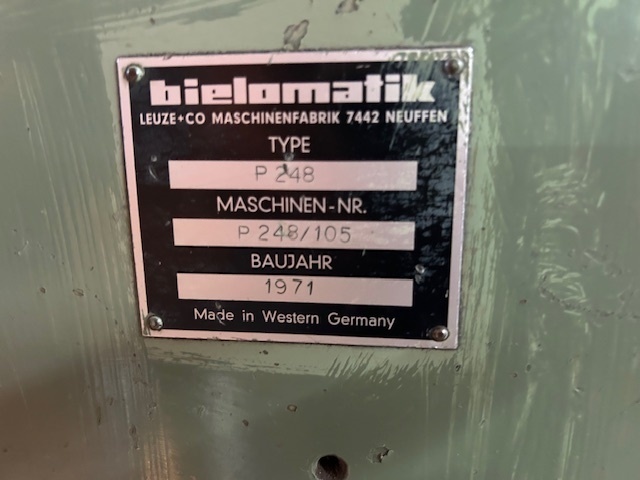 bielomatik
LEUZE+CO MASCHINENFABRIK 7442 NEUFFEN
TYPE
P 248
MASCHINEN-NR.
P 248/105
BAUJAHR
1971
Made in Western Germany